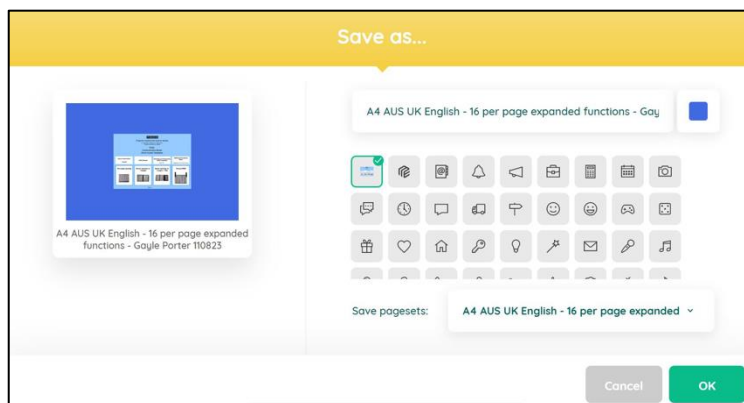 Save as...
A4 AUS UK English - 16 per page expanded
functions - Gayle Porter 110823
A4 AUS UK English - 16 per page expanded functions - Gay
Save pagesets:
A4 AUS UK English - 16 per page expanded
Cancel
OK